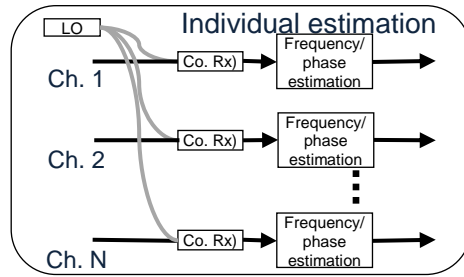 Individual estimation
LO
Ch. 1
Co. Rx)
Frequency/
phase
estimation
Ch. 2
Co. Rx)
Frequency/
phase
estimation
Ch. N
Co. Rx)
Frequency/
phase
estimation